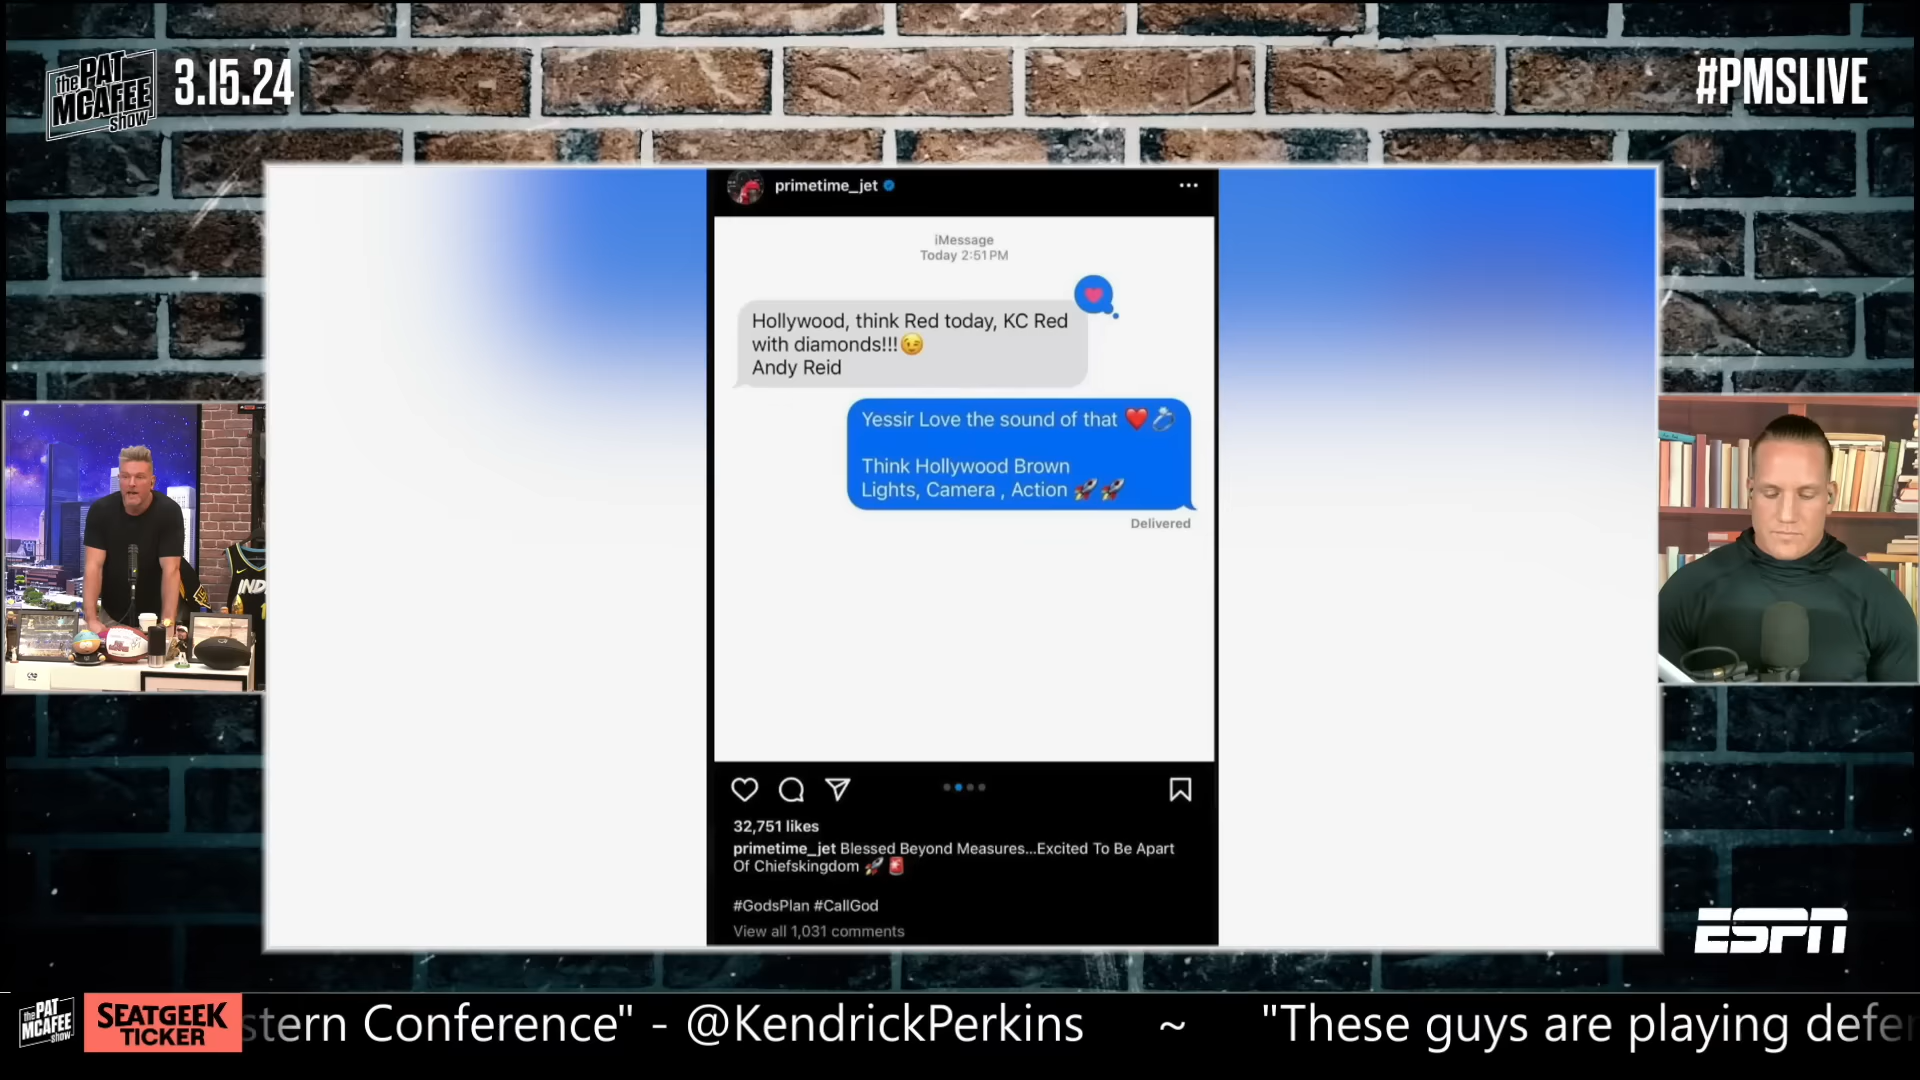 the PAT MCAFEE show
3.15.24
#PMSLIVE
primetime_jet
iMessage
Today 2:51 PM
Hollywood, think Red today, KC Red
with diamonds!!!😉
Andy Reid
Yessir Love the sound of that ❤️💍
Think Hollywood Brown
Lights, Camera , Action 🚀🚀
Delivered
IND
32,751 likes
primetime_jet Blessed Beyond Measures...Excited To Be Apart
Of Chiefskingdom 🚀🚨
#GodsPlan #CallGod
View all 1,031 comments
ESPN
the PAT MCAFEE show
SEATGEEK
TICKER
stern Conference" - @KendrickPerkins ~ "These guys are playing defen